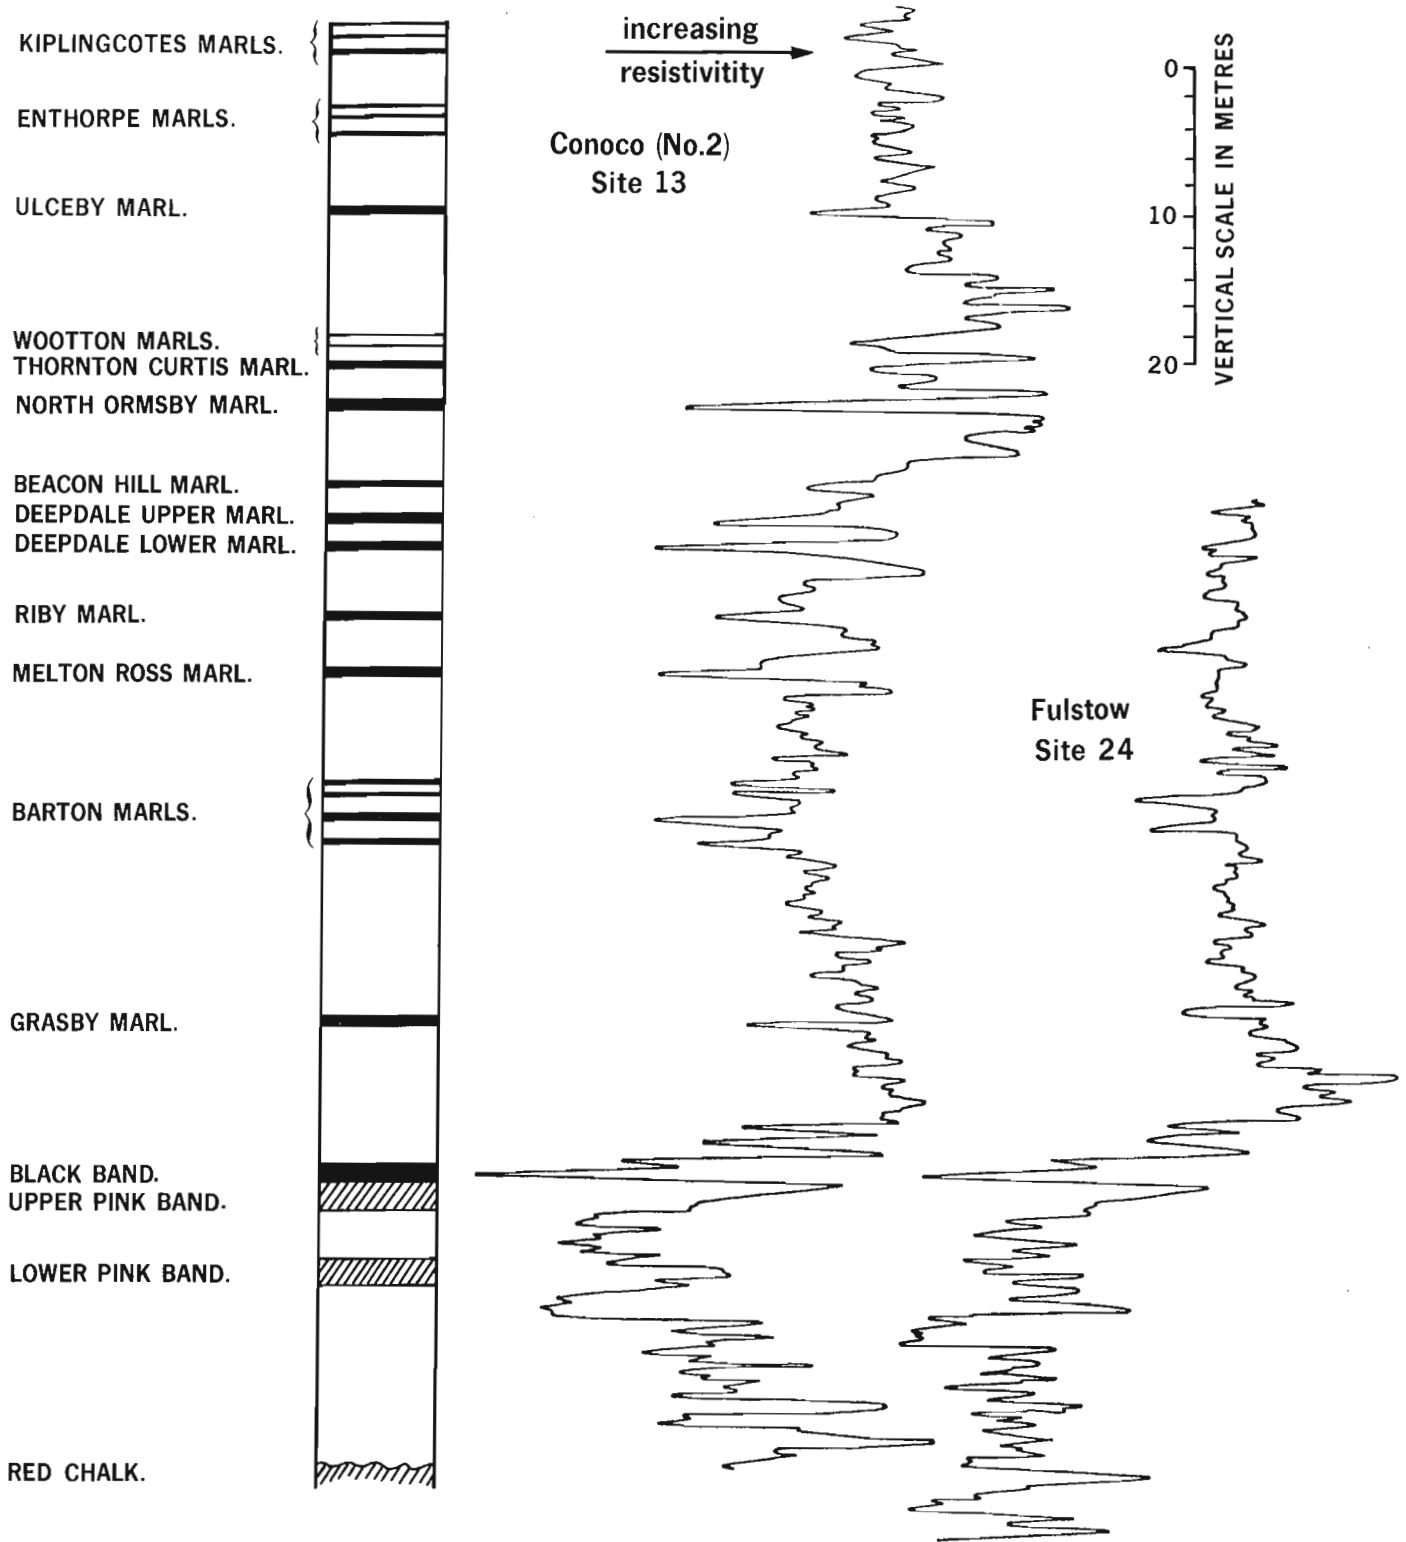 KIPLINGCOTES MARLS.
ENTHORPE MARLS.
ULCEBY MARL.
WOOTTON MARLS.
THORNTON CURTIS MARL.
NORTH ORMSBY MARL.
BEACON HILL MARL.
DEEPDALE UPPER MARL.
DEEPDALE LOWER MARL.
RIBY MARL.
MELTON ROSS MARL.
BARTON MARLS.
GRASBY MARL.
BLACK BAND.
UPPER PINK BAND.
LOWER PINK BAND.
RED CHALK.
increasing
resistivitity
Conoco (No.2)
Site 13
0
10
20
VERTICAL SCALE IN METRES
Fulstow
Site 24